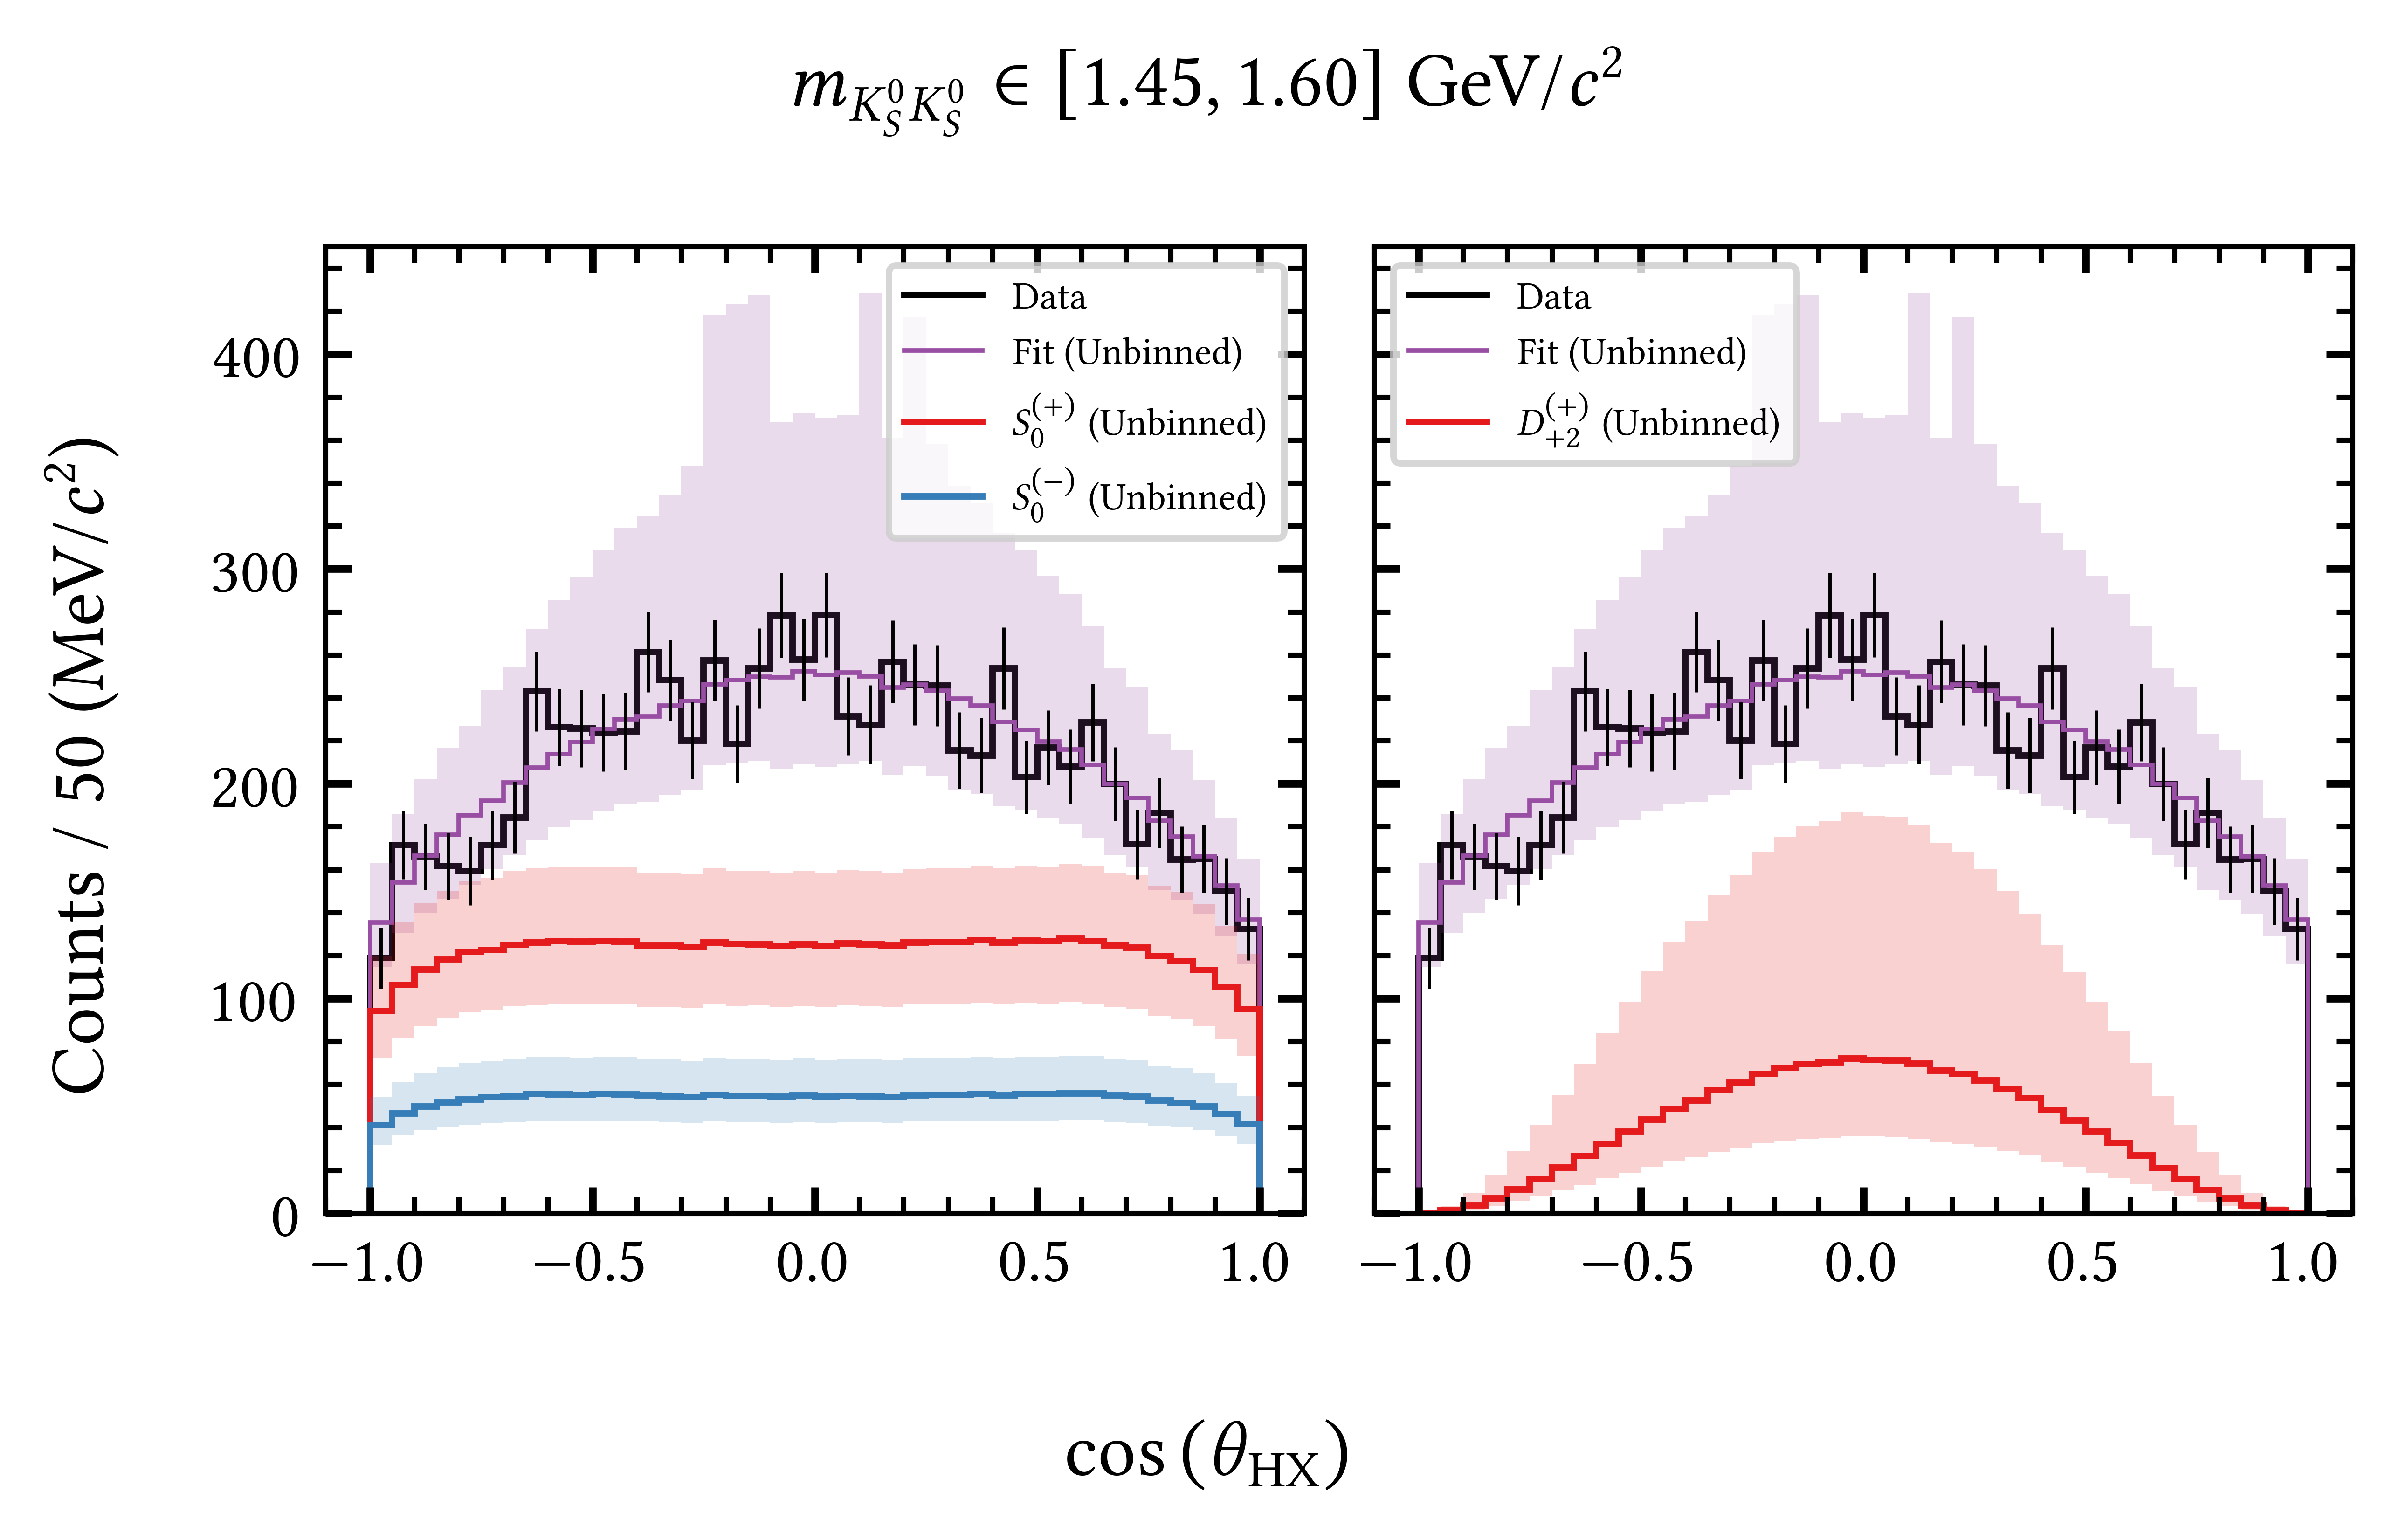 m_{K_S^0 K_S^0} ∈ [1.45, 1.60] GeV/c²
Counts / 50 (MeV/c²)
400
300
200
100
0
Data
Fit (Unbinned)
S_0^{(+)} (Unbinned)
S_0^{(−)} (Unbinned)
−1.0 −0.5 0.0 0.5 1.0
Data
Fit (Unbinned)
D_{+2}^{(+)} (Unbinned)
−1.0 −0.5 0.0 0.5 1.0
cos (θ_{HX})